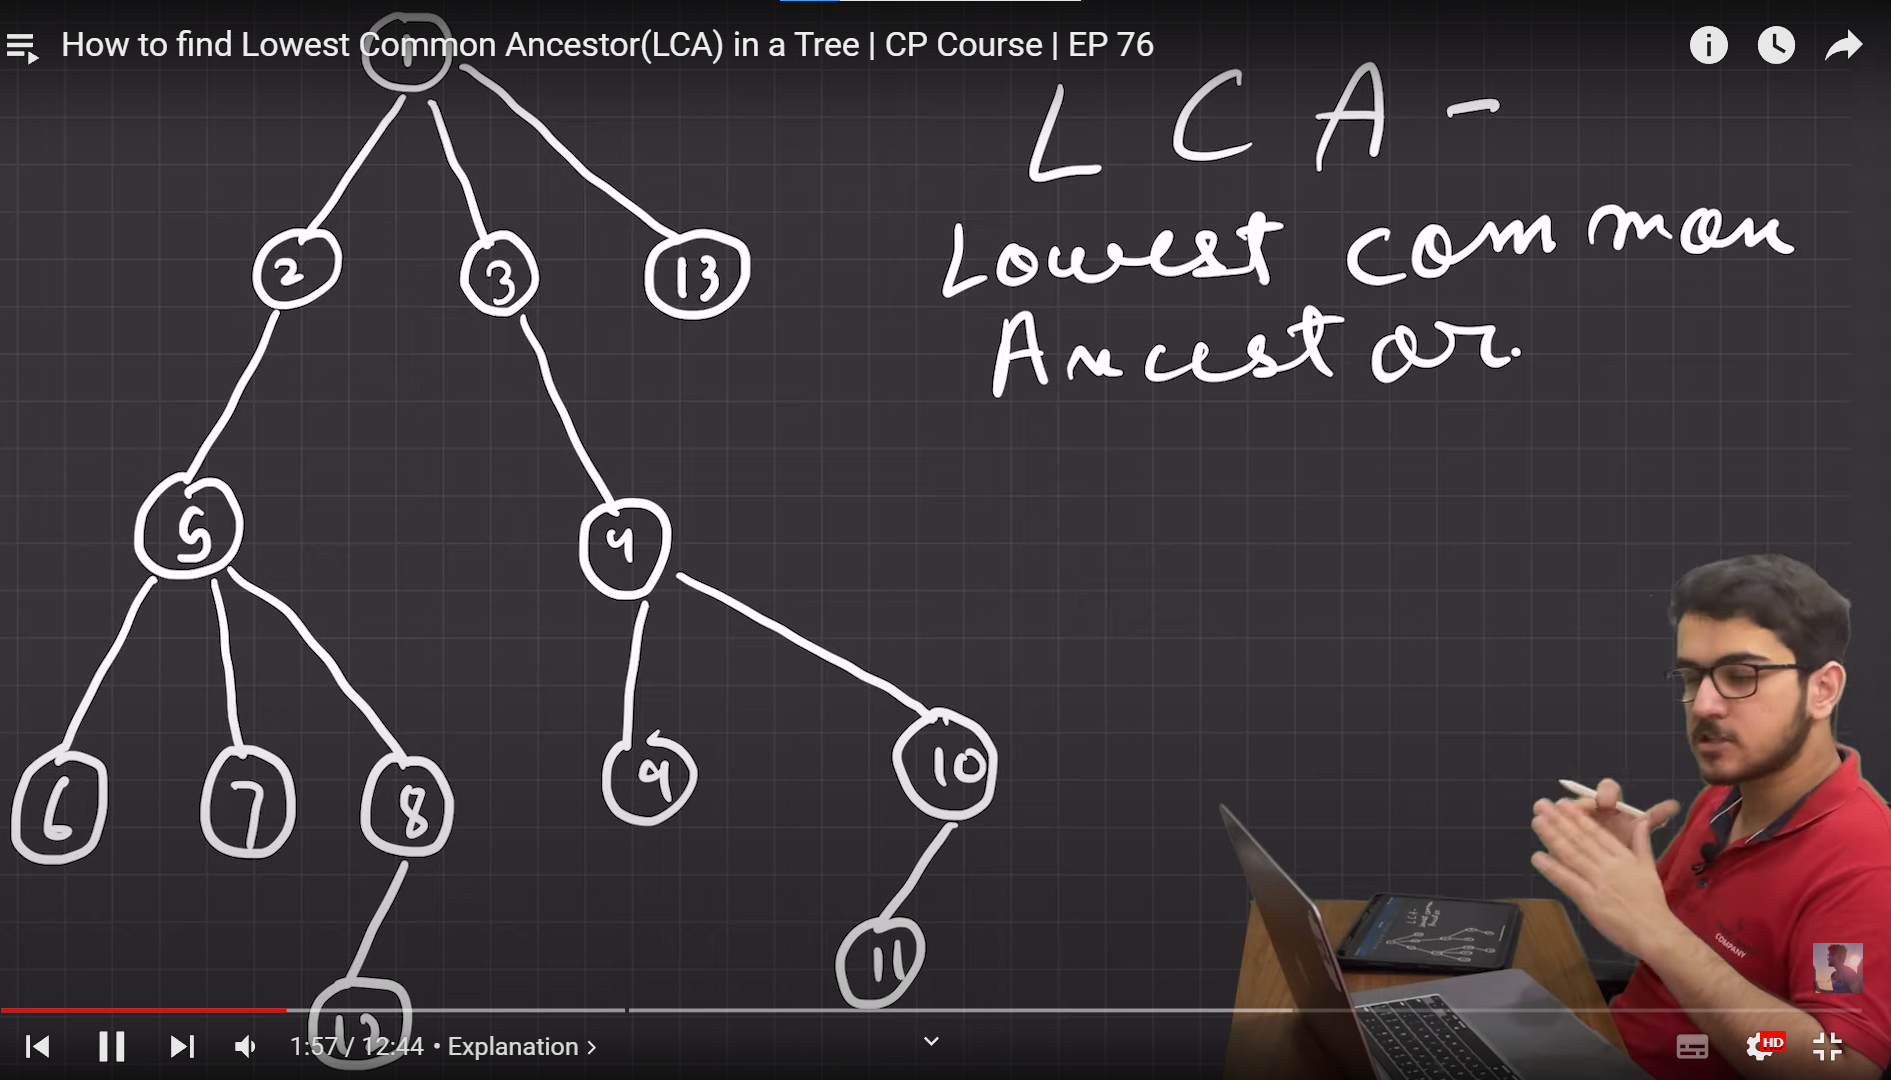 How to find Lowest Common Ancestor(LCA) in a Tree | CP Course | EP 76
1
L C A -
Lowest common
Ancestor.
2
3
13
5
4
6
7
8
9
10
11
12
COMPANY
1:57 / 12:44 • Explanation
HD